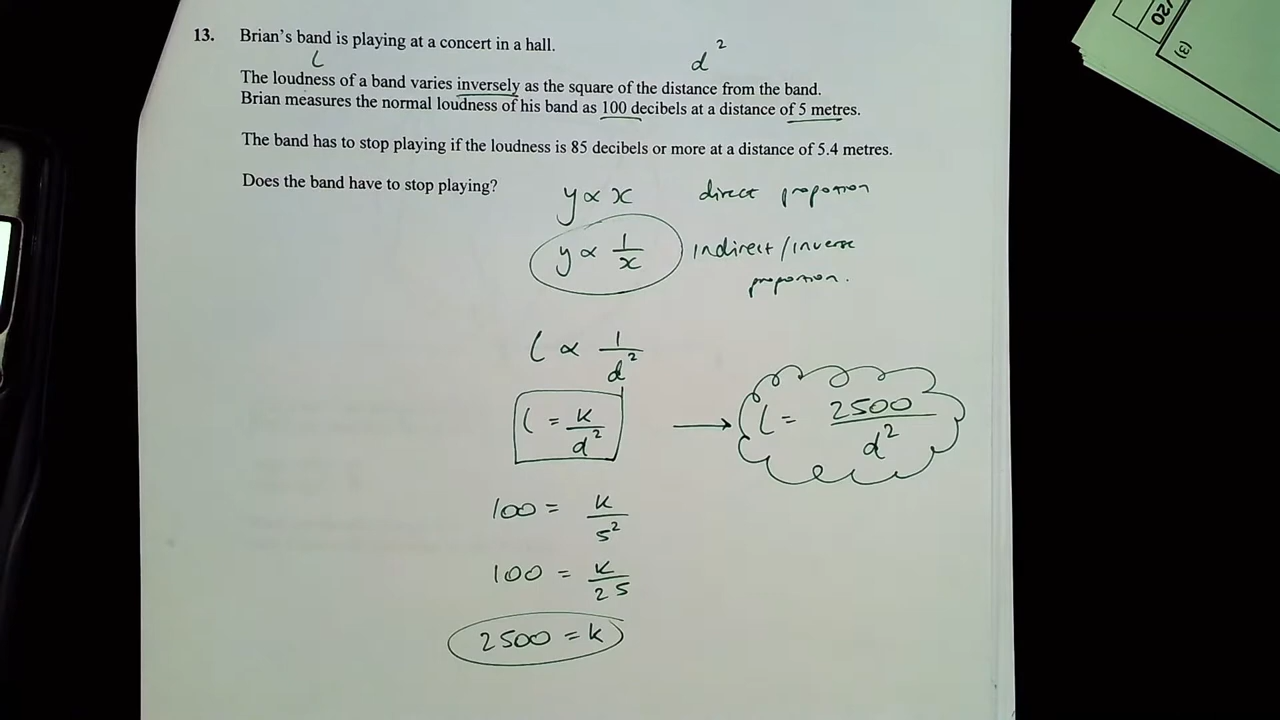 13. Brian's band is playing at a concert in a hall.
L d²
The loudness of a band varies inversely as the square of the distance from the band.
Brian measures the normal loudness of his band as 100 decibels at a distance of 5 metres.
The band has to stop playing if the loudness is 85 decibels or more at a distance of 5.4 metres.
Does the band have to stop playing?
y ∝ x direct proportion
y ∝ 1/x indirect/inverse
proportion.
L ∝ 1/d²
L = k/d² → L = 2500/d²
100 = k/5²
100 = k/25
2500 = k
/20
(3)